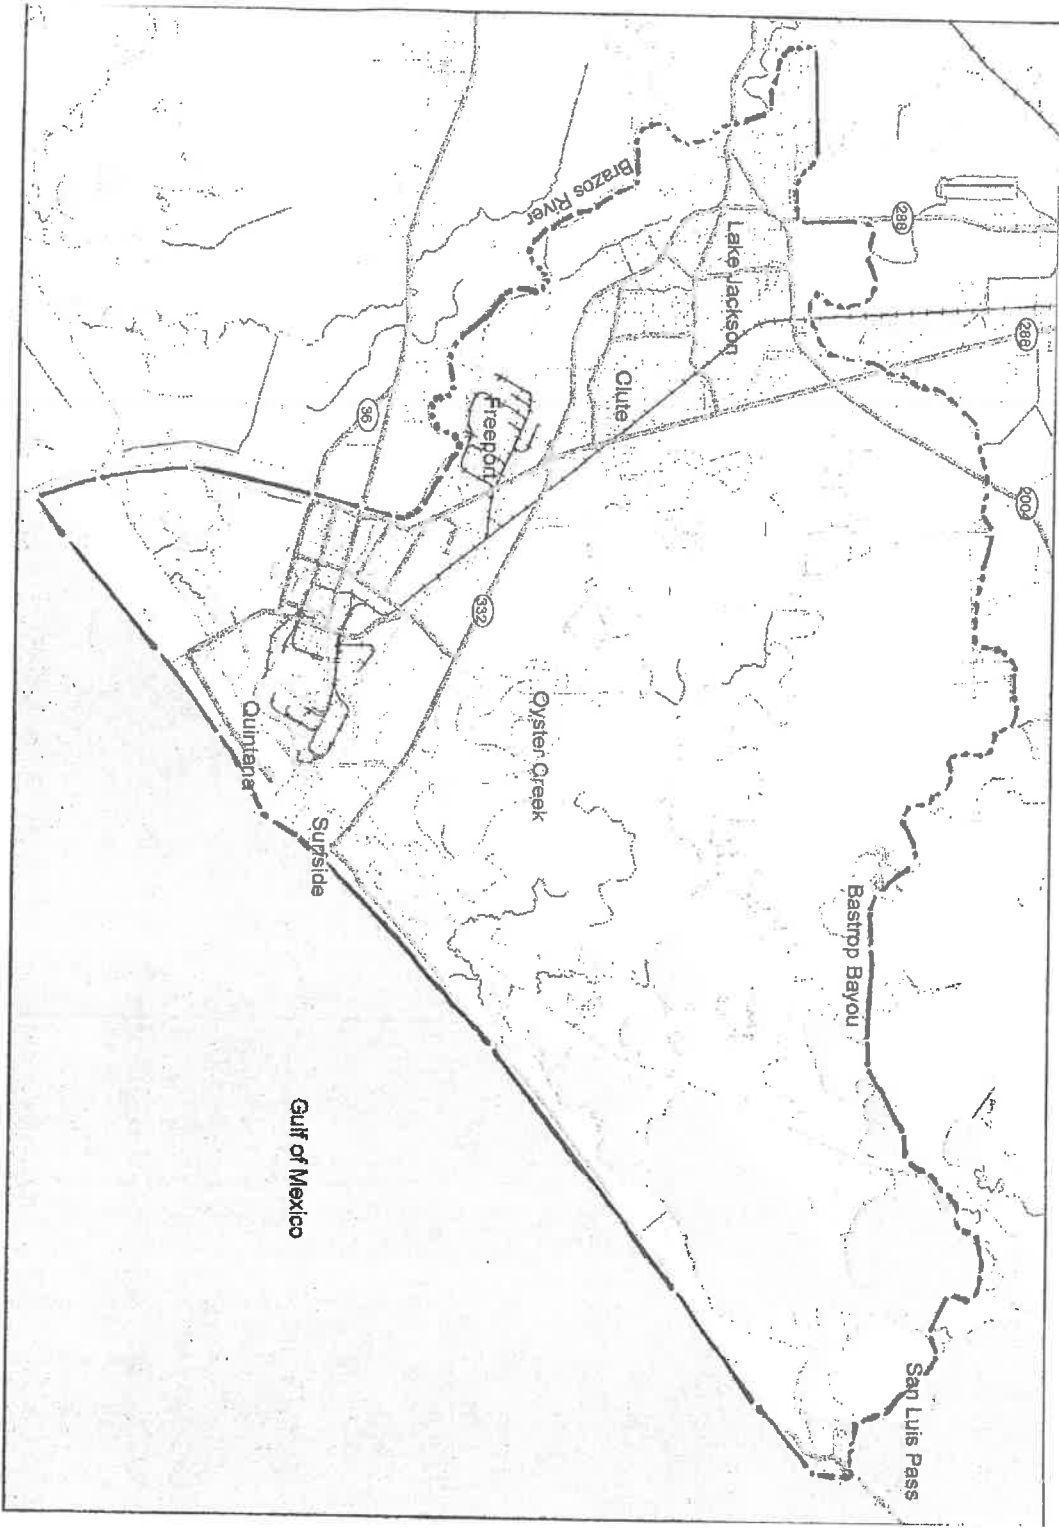 288
288
2004
Lake Jackson
Brazos River
Clute
Freeport
36
332
Oyster Creek
Bastrop Bayou
San Luis Pass
Quintana
Surfside
Gulf of Mexico